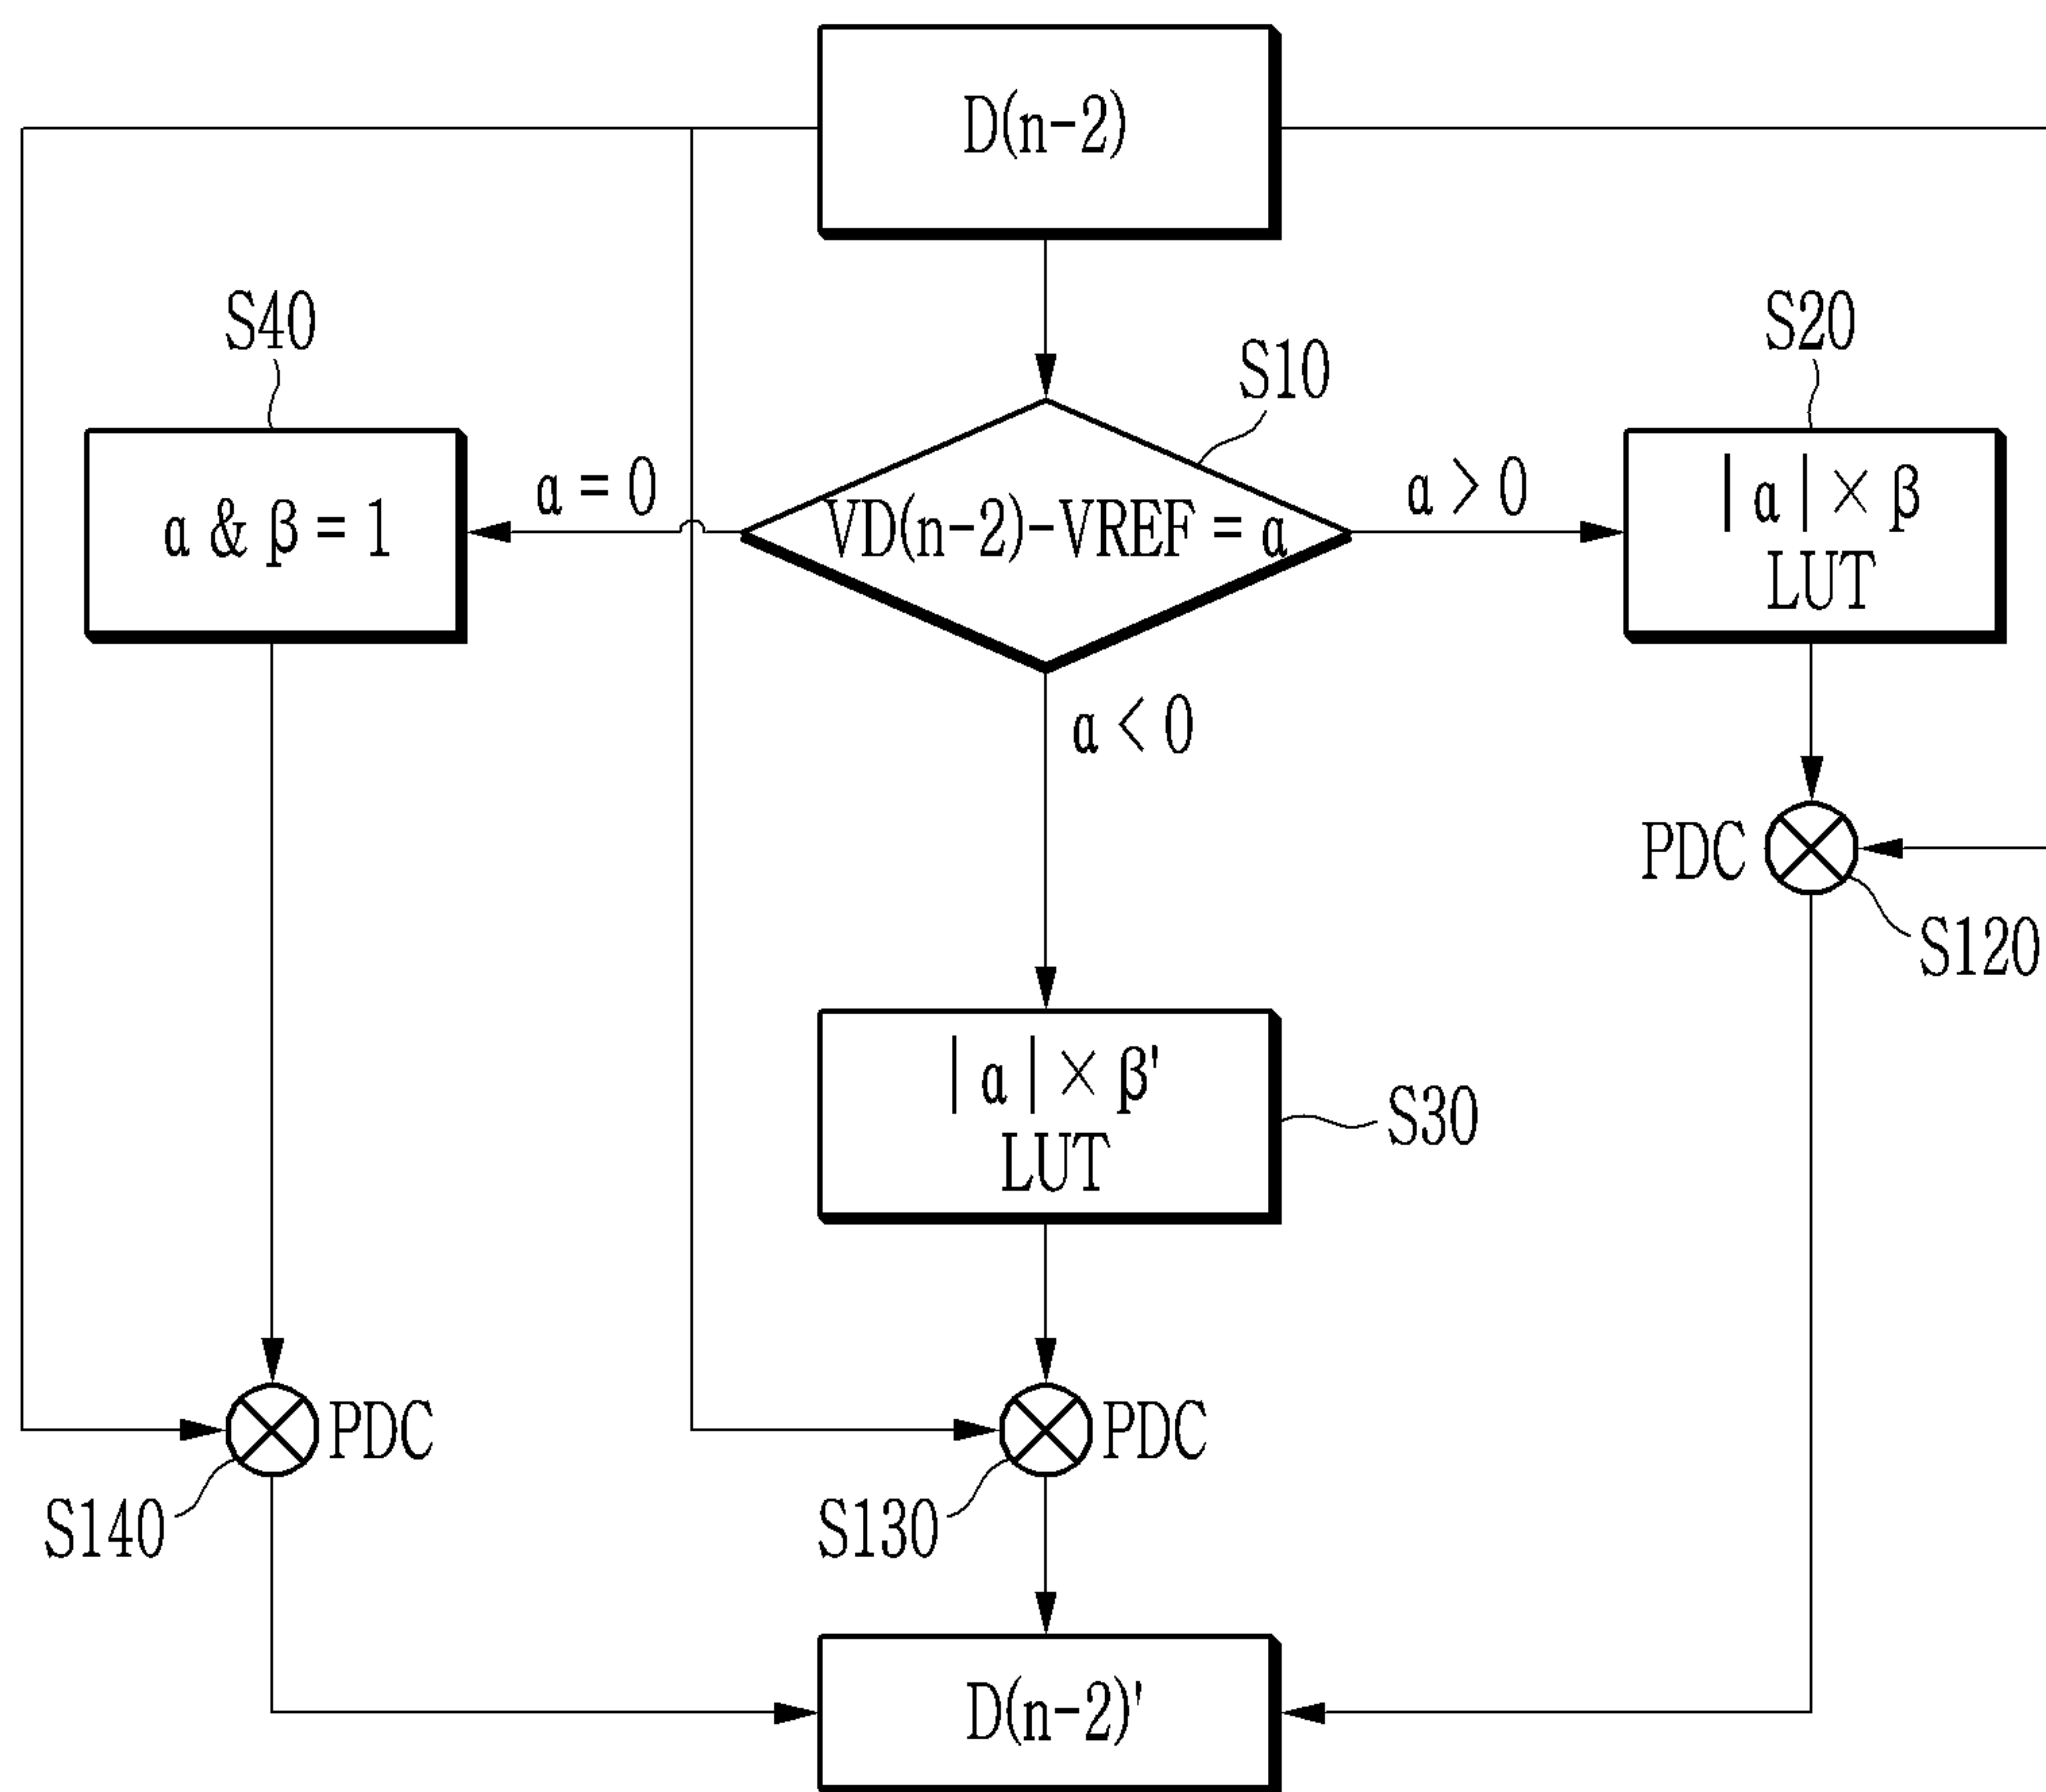 D(n-2)
S40
S10
S20
α = 0
α > 0
α & β = 1
VD(n-2)-VREF = α
| α | × β
LUT
α < 0
PDC
S120
| α | × β'
LUT
S30
PDC
PDC
S140
S130
D(n-2)'